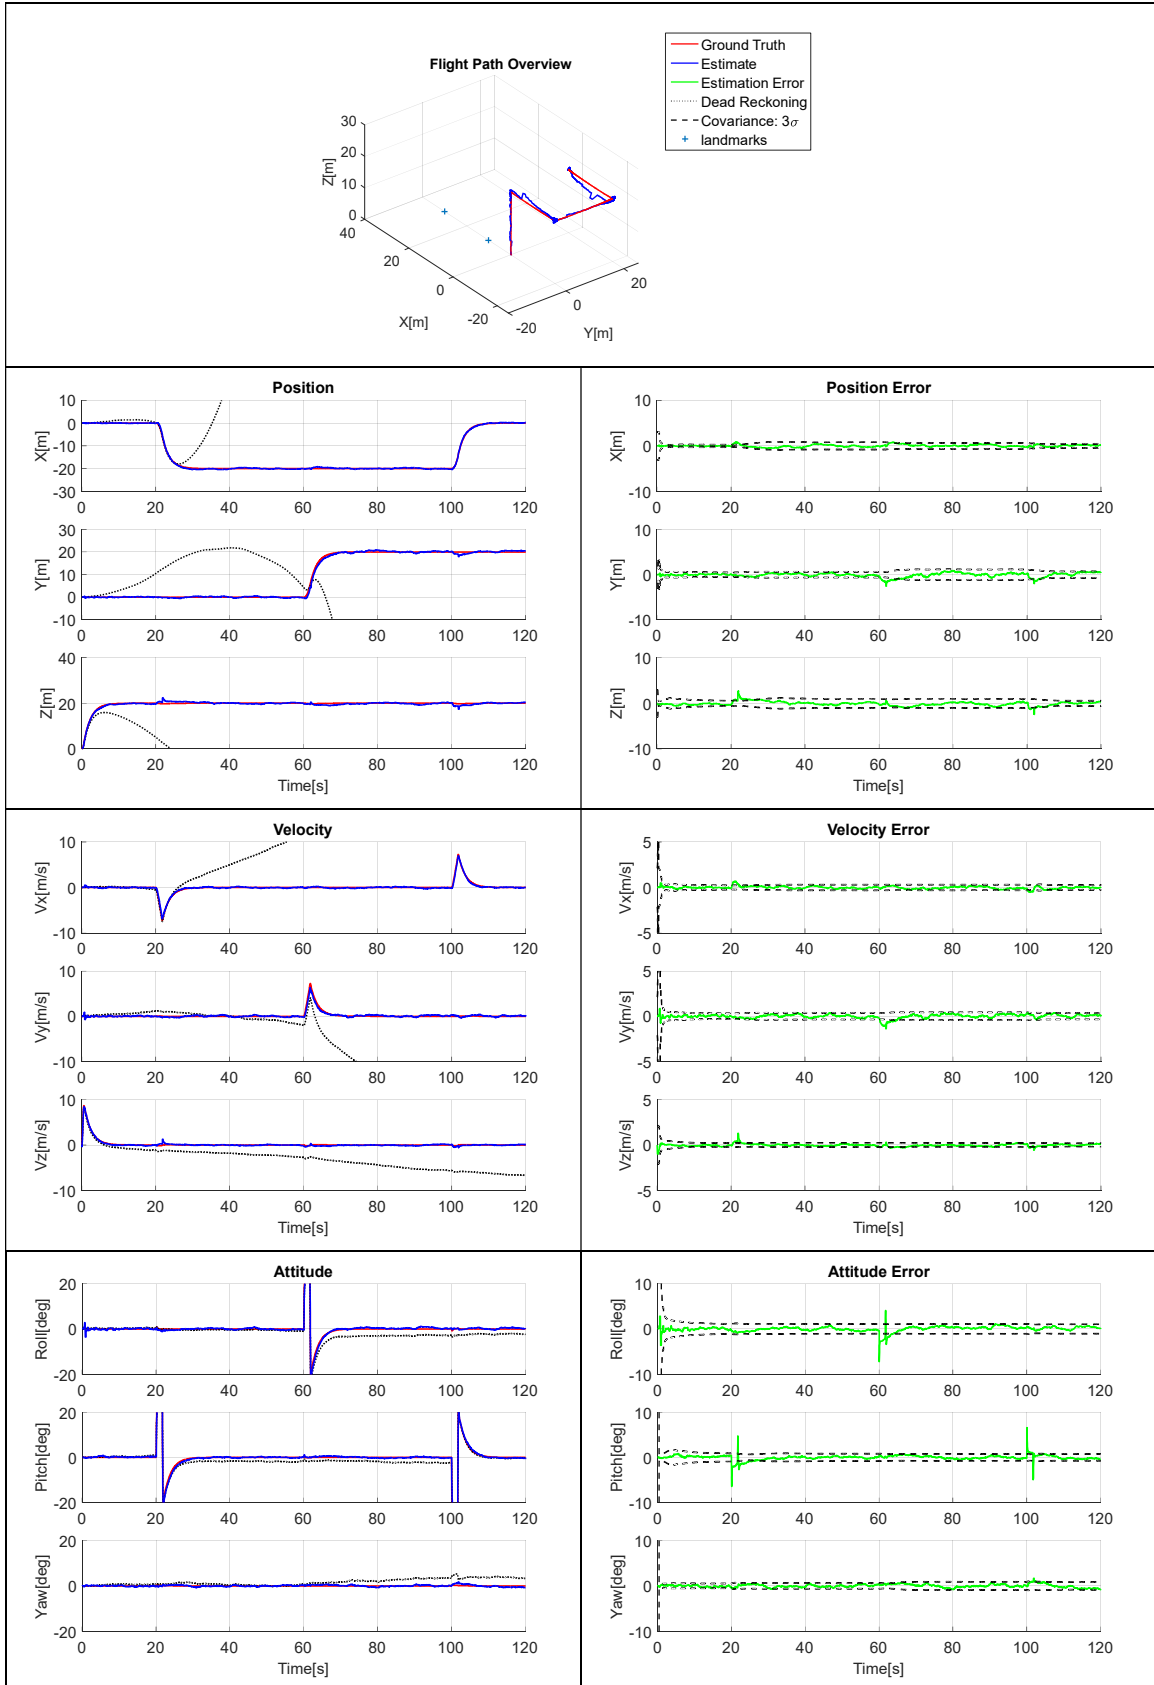 Flight Path Overview
Ground Truth
Estimate
Estimation Error
Dead Reckoning
Covariance: 3σ
landmarks
30
20
10
0
Z[m]
40
20
0
-20
X[m]
-20
0
20
Y[m]
Position
10
0
-10
-20
-30
X[m]
0 20 40 60 80 100 120
30
20
10
0
-10
Y[m]
0 20 40 60 80 100 120
40
20
0
Z[m]
0 20 40 60 80 100 120
Time[s]
Position Error
10
0
-10
X[m]
0 20 40 60 80 100 120
10
0
-10
Y[m]
0 20 40 60 80 100 120
10
0
-10
Z[m]
0 20 40 60 80 100 120
Time[s]
Velocity
10
0
-10
Vx[m/s]
0 20 40 60 80 100 120
10
0
-10
Vy[m/s]
0 20 40 60 80 100 120
10
0
-10
Vz[m/s]
0 20 40 60 80 100 120
Time[s]
Velocity Error
5
0
-5
Vx[m/s]
0 20 40 60 80 100 120
5
0
-5
Vy[m/s]
0 20 40 60 80 100 120
5
0
-5
Vz[m/s]
0 20 40 60 80 100 120
Time[s]
Attitude
20
0
-20
Roll[deg]
0 20 40 60 80 100 120
20
0
-20
Pitch[deg]
0 20 40 60 80 100 120
20
0
-20
Yaw[deg]
0 20 40 60 80 100 120
Time[s]
Attitude Error
10
0
-10
Roll[deg]
0 20 40 60 80 100 120
10
0
-10
Pitch[deg]
0 20 40 60 80 100 120
10
0
-10
Yaw[deg]
0 20 40 60 80 100 120
Time[s]